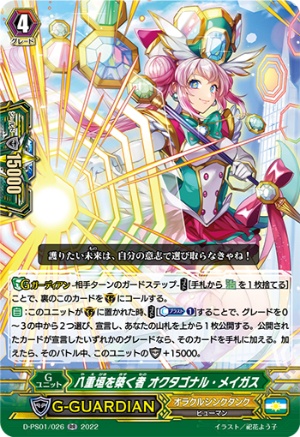 4
グレード
15000
護りたい未来は、自分の意志で選び取らなきゃね!
ガーディアン-相手ターンのガードステップ-【手札から
を1枚捨てる】
ことで、裏のこのカードを
にコールする。
:このユニットが
に置かれた時、
ことで、グレードを0
~3の中から2つ選び、宣言し、あなたの山札を上から1枚公開する。公開された
カードが宣言したいずれかのグレードなら、そのカードを手札に加える。加
えたら、そのバトル中、このユニットの
+15000。
G
ユニット
八重垣を築く者 オクタゴナル・メイガス
G-GUARDIAN
オラクルシンクタンク
ヒューマン
D-PS01/026
2022